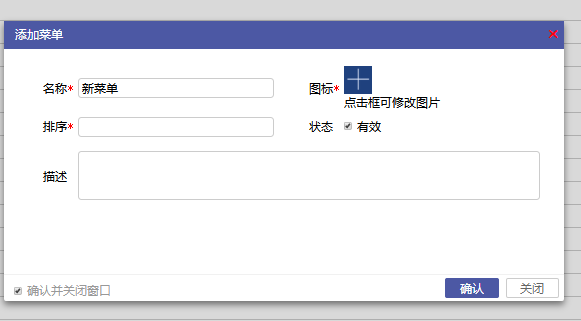 添加菜单
名称* 新菜单 图标*
点击框可修改图片
排序* 状态 有效
描述
确认并关闭窗口 确认 关闭